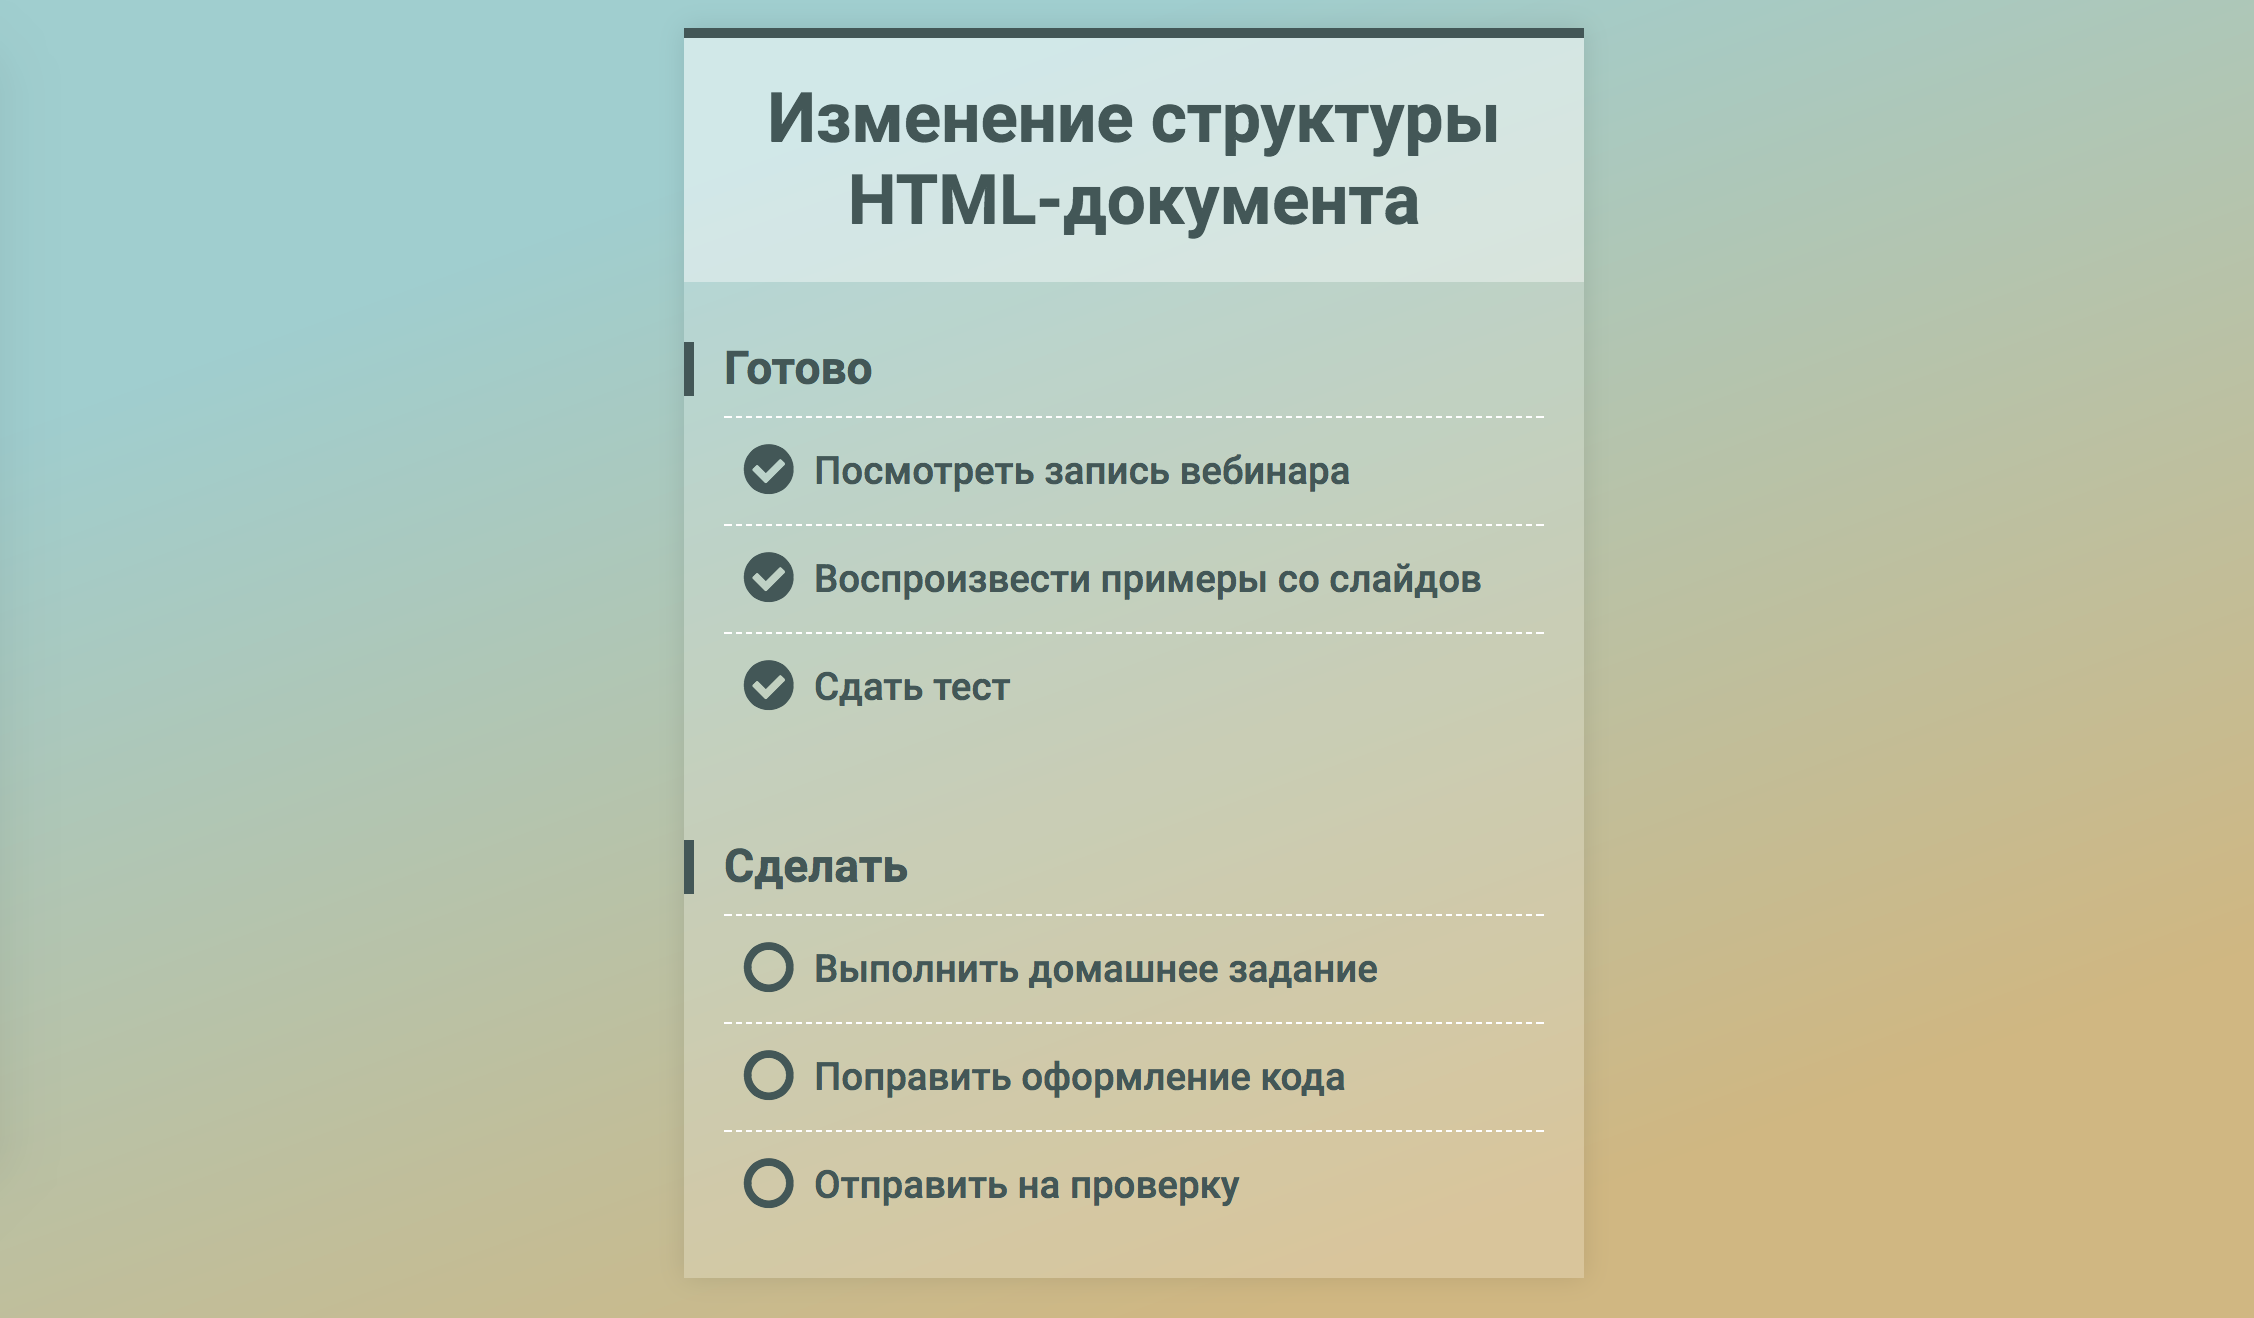 Изменение структуры
HTML-документа
Готово
Посмотреть запись вебинара
Воспроизвести примеры со слайдов
Сдать тест
Сделать
Выполнить домашнее задание
Поправить оформление кода
Отправить на проверку